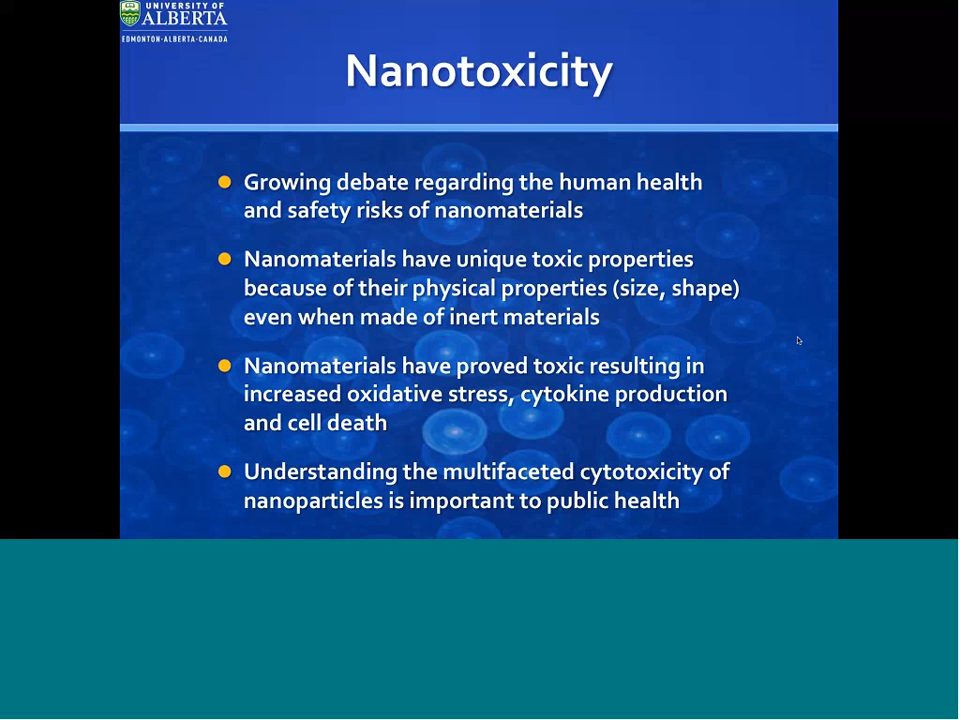 UNIVERSITY OF
ALBERTA
EDMONTON·ALBERTA·CANADA
Nanotoxicity
Growing debate regarding the human health
and safety risks of nanomaterials
Nanomaterials have unique toxic properties
because of their physical properties (size, shape)
even when made of inert materials
Nanomaterials have proved toxic resulting in
increased oxidative stress, cytokine production
and cell death
Understanding the multifaceted cytotoxicity of
nanoparticles is important to public health